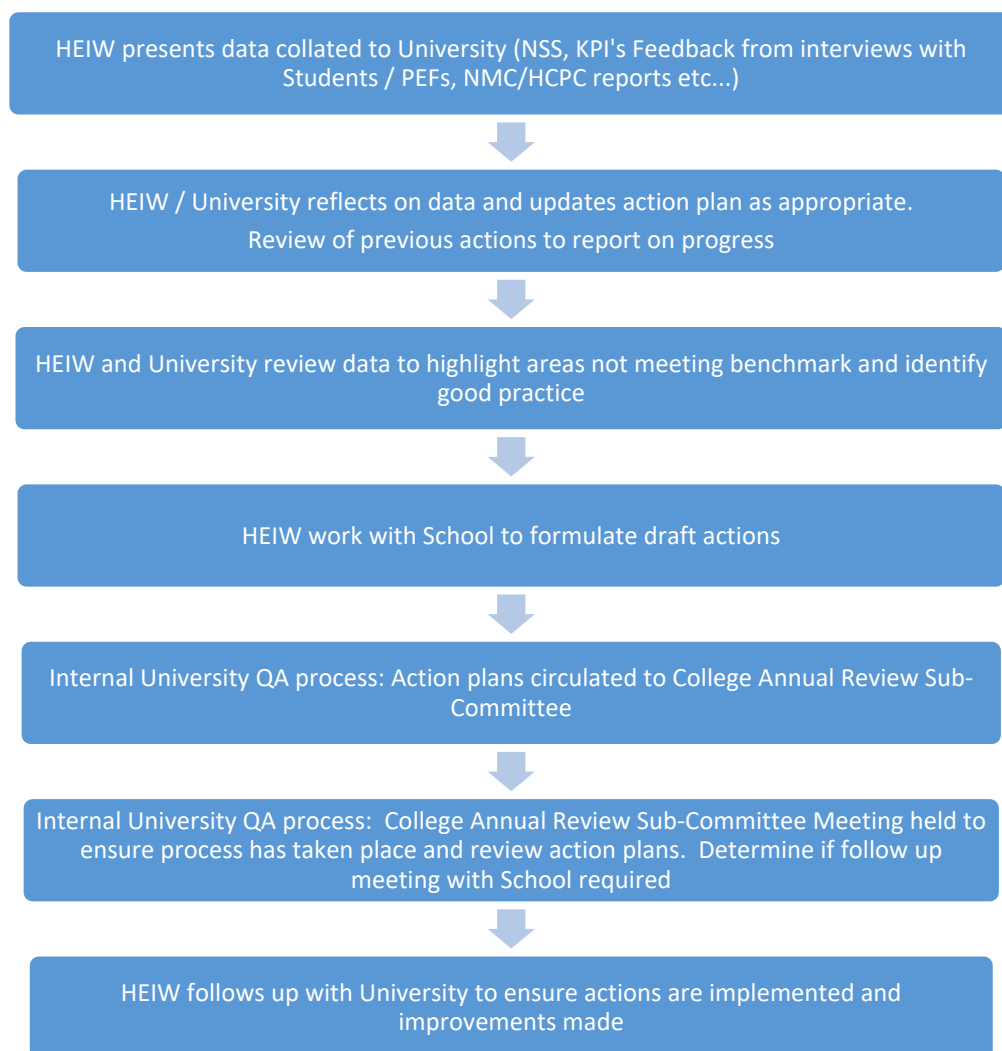 HEIW presents data collated to University (NSS, KPI's Feedback from interviews with
Students / PEFs, NMC/HCPC reports etc...)
HEIW / University reflects on data and updates action plan as appropriate.
Review of previous actions to report on progress
HEIW and University review data to highlight areas not meeting benchmark and identify
good practice
HEIW work with School to formulate draft actions
Internal University QA process: Action plans circulated to College Annual Review Sub-
Committee
Internal University QA process:  College Annual Review Sub-Committee Meeting held to
ensure process has taken place and review action plans.  Determine if follow up
meeting with School required
HEIW follows up with University to ensure actions are implemented and
improvements made